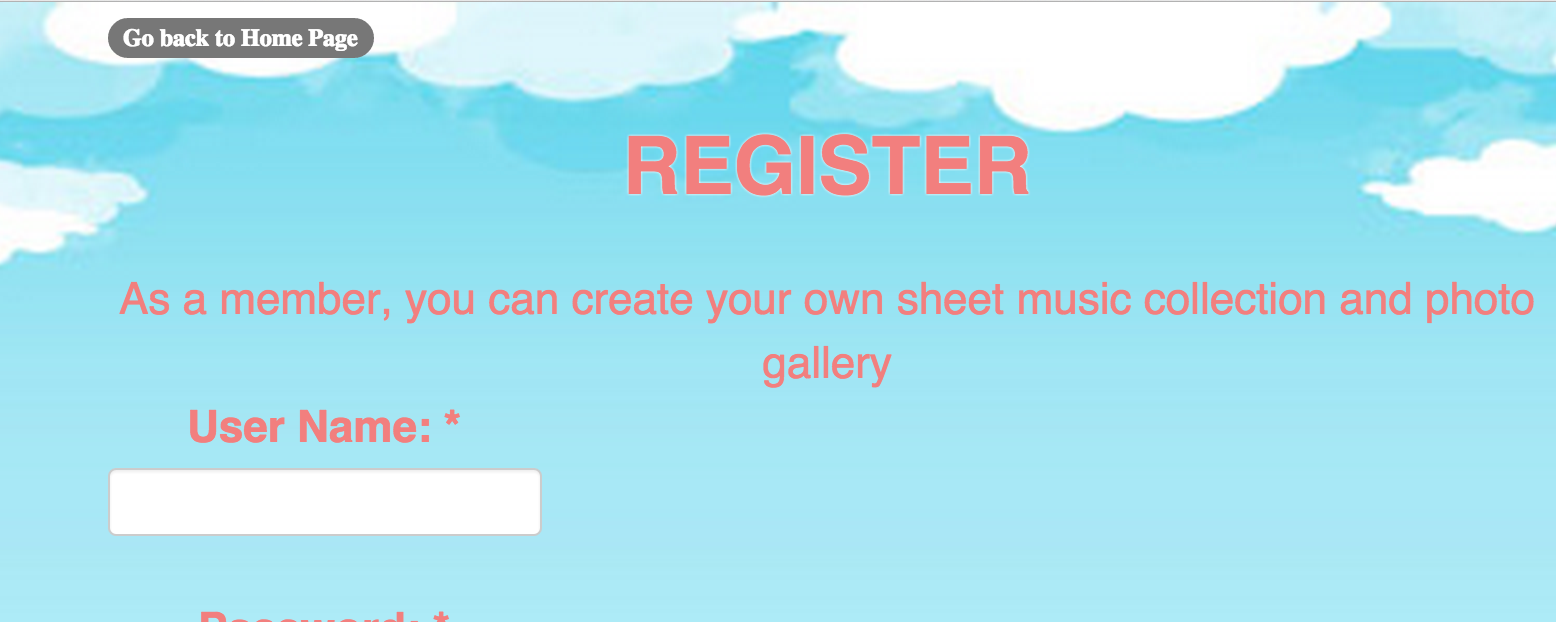 Go back to Home Page
REGISTER
As a member, you can create your own sheet music collection and photo
gallery
User Name: *
Password: *